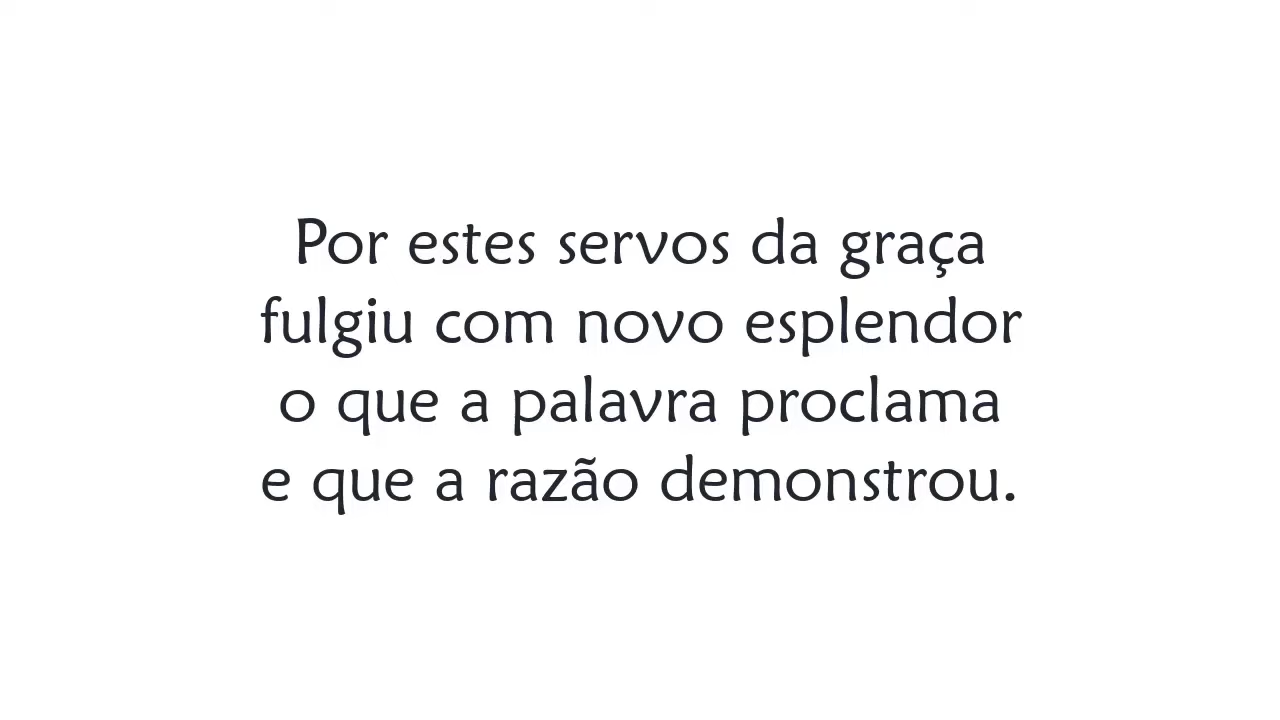 Por estes servos da graça
fulgiu com novo esplendor
o que a palavra proclama
e que a razão demonstrou.